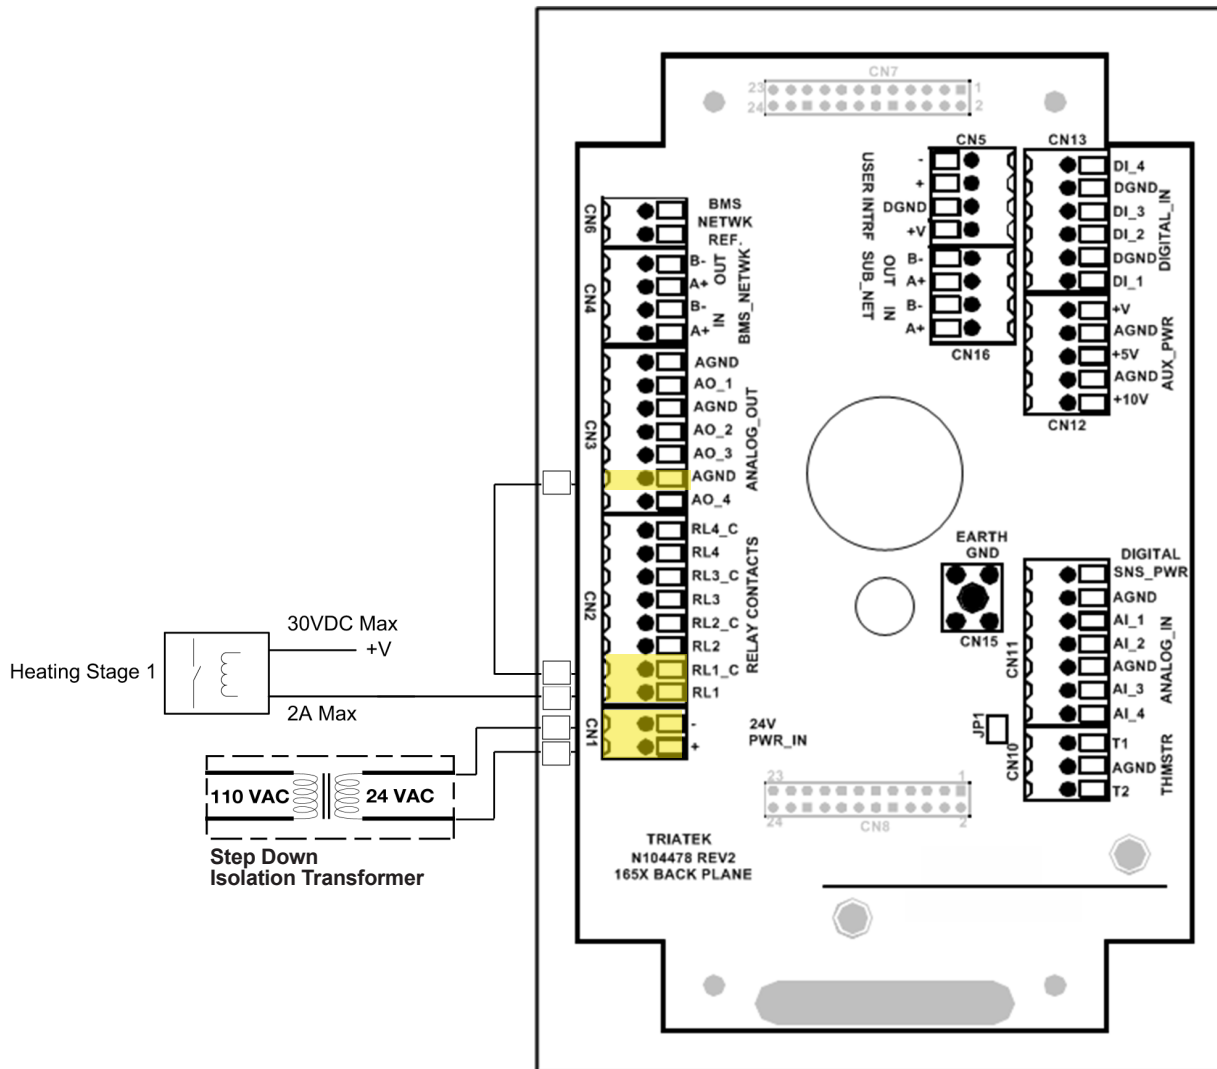 CN7
23
1
24
2
CN5
CN13
USER INTRF
-
+
DGND
+V
DI_4
DGND
DI_3
DI_2
DGND
DI_1
DIGITAL_IN
CN6
BMS
NETWK
REF.
CN4
B-
A+
B-
A+
OUT
IN
BMS_NETWK
SUB_NET
OUT
IN
B-
A+
B-
A+
CN16
+V
AGND
+5V
AGND
+10V
AUX_PWR
CN12
CN3
AGND
AO_1
AGND
AO_2
AO_3
AGND
AO_4
ANALOG_OUT
CN2
RL4_C
RL4
RL3_C
RL3
RL2_C
RL2
RL1_C
RL1
RELAY CONTACTS
EARTH
GND
CN15
DIGITAL
SNS_PWR
AGND
AI_1
AI_2
AGND
AI_3
AI_4
CN11
ANALOG_IN
30VDC Max
+V
Heating Stage 1
2A Max
CN1
-
+
24V
PWR_IN
JP1
CN10
T1
AGND
T2
THMSTR
110 VAC
24 VAC
Step Down
Isolation Transformer
23
1
24
2
CN8
TRIATEK
N104478 REV2
165X BACK PLANE